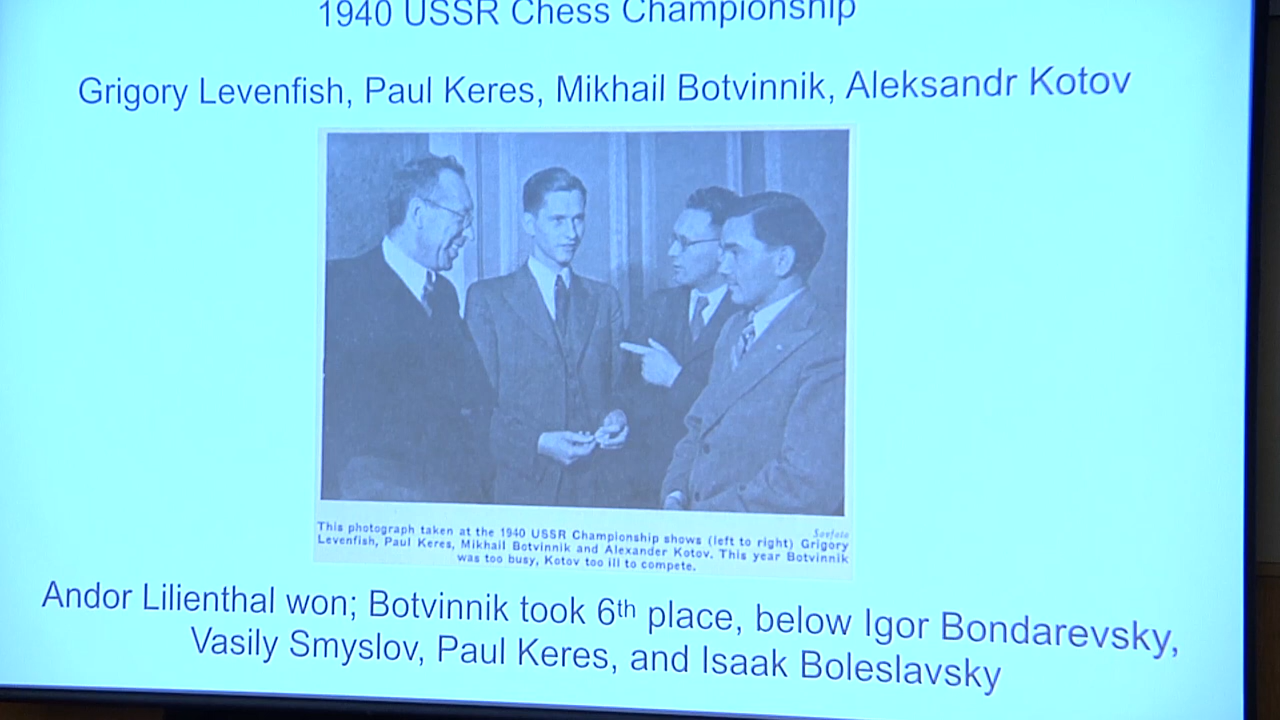 1940 USSR Chess Championship
Grigory Levenfish, Paul Keres, Mikhail Botvinnik, Aleksandr Kotov
Sovfoto
This photograph taken at the 1940 USSR Championship shows (left to right) Grigory
Levenfish, Paul Keres, Mikhail Botvinnik and Alexander Kotov. This year Botvinnik
was too busy, Kotov too ill to compete.
Andor Lilienthal won; Botvinnik took 6th place, below Igor Bondarevsky,
Vasily Smyslov, Paul Keres, and Isaak Boleslavsky